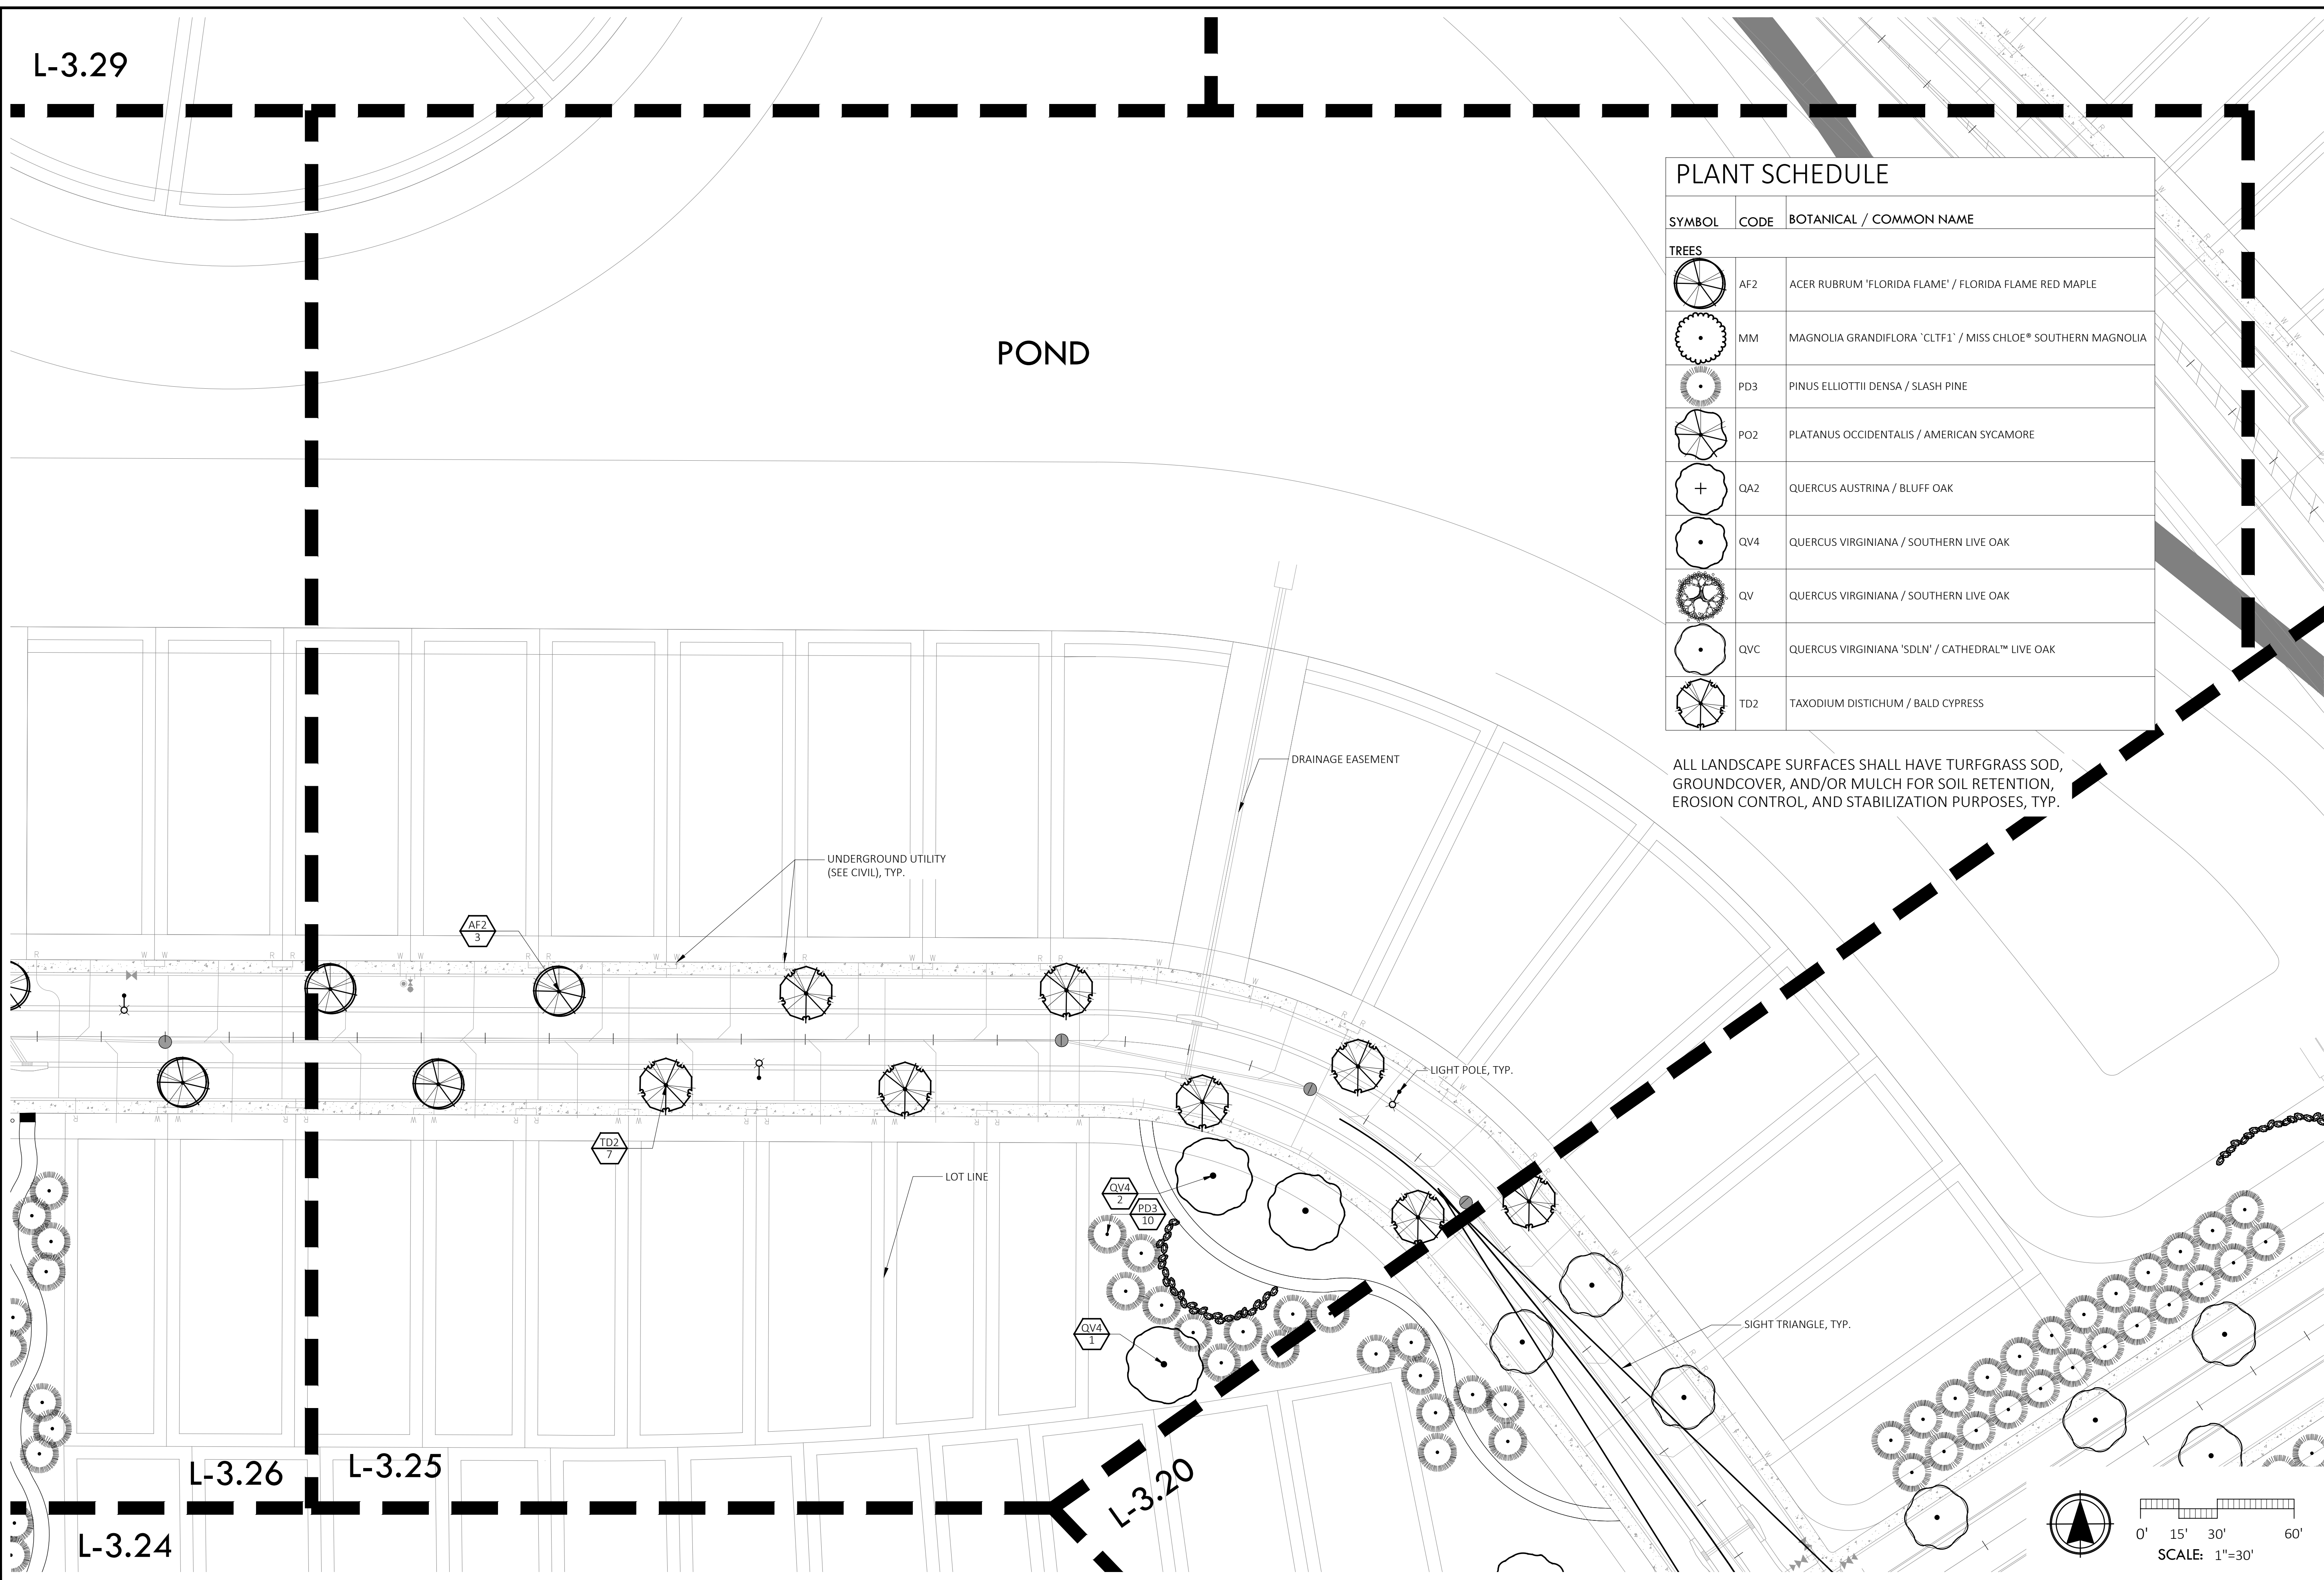 L-3.29
POND
PLANT SCHEDULE
SYMBOL CODE BOTANICAL / COMMON NAME
TREES
AF2 ACER RUBRUM 'FLORIDA FLAME' / FLORIDA FLAME RED MAPLE
MM MAGNOLIA GRANDIFLORA `CLTF1` / MISS CHLOE® SOUTHERN MAGNOLIA
PD3 PINUS ELLIOTTII DENSA / SLASH PINE
PO2 PLATANUS OCCIDENTALIS / AMERICAN SYCAMORE
QA2 QUERCUS AUSTRINA / BLUFF OAK
QV4 QUERCUS VIRGINIANA / SOUTHERN LIVE OAK
QV QUERCUS VIRGINIANA / SOUTHERN LIVE OAK
QVC QUERCUS VIRGINIANA 'SDLN' / CATHEDRAL™ LIVE OAK
TD2 TAXODIUM DISTICHUM / BALD CYPRESS
ALL LANDSCAPE SURFACES SHALL HAVE TURFGRASS SOD,
GROUNDCOVER, AND/OR MULCH FOR SOIL RETENTION,
EROSION CONTROL, AND STABILIZATION PURPOSES, TYP.
DRAINAGE EASEMENT
UNDERGROUND UTILITY
(SEE CIVIL), TYP.
AF2
3
LIGHT POLE, TYP.
TD2
7
LOT LINE
QV4
2
PD3
10
QV4
1
SIGHT TRIANGLE, TYP.
L-3.26
L-3.25
L-3.20
L-3.24
0' 15' 30' 60'
SCALE: 1"=30'